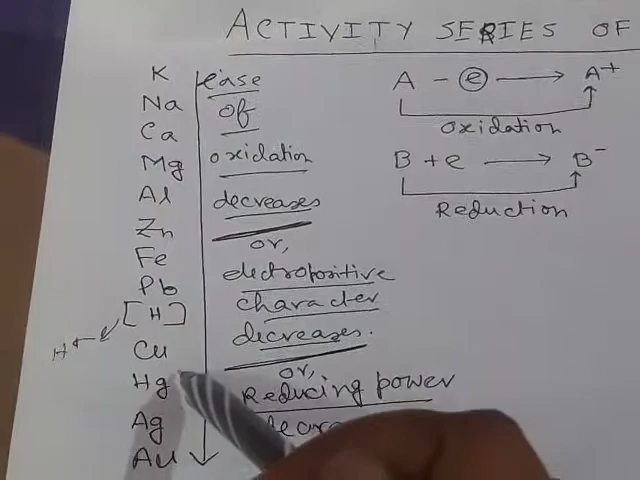 ACTIVITY SERIES OF
K
Na
Ca
Mg
Al
Zn
Fe
Pb
[H]
H+
Cu
Hg
Ag
Au
ease
of
oxidation
decreases
or,
electropositive
character
decreases.
or,
Reducing power
A - e → A+
Oxidation
B + e → B-
Reduction